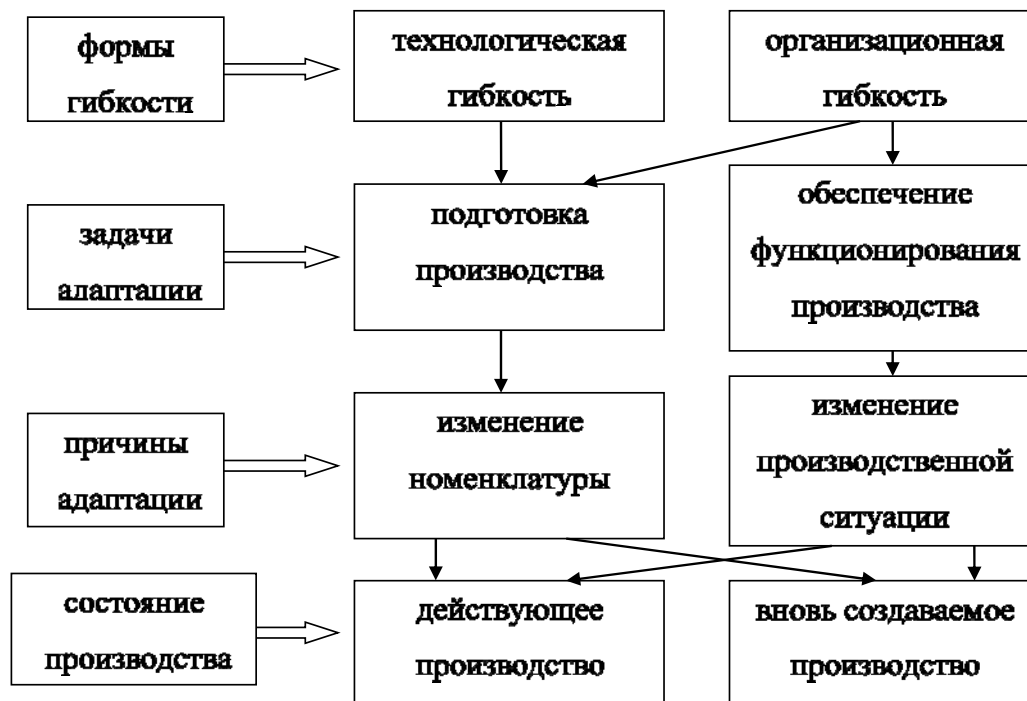 формы
гибкости
технологическая
гибкость
организационная
гибкость
задачи
адаптации
подготовка
производства
обеспечение
функционирования
производства
причины
адаптации
изменение
номенклатуры
изменение
производственной
ситуации
состояние
производства
действующее
производство
вновь создаваемое
производство